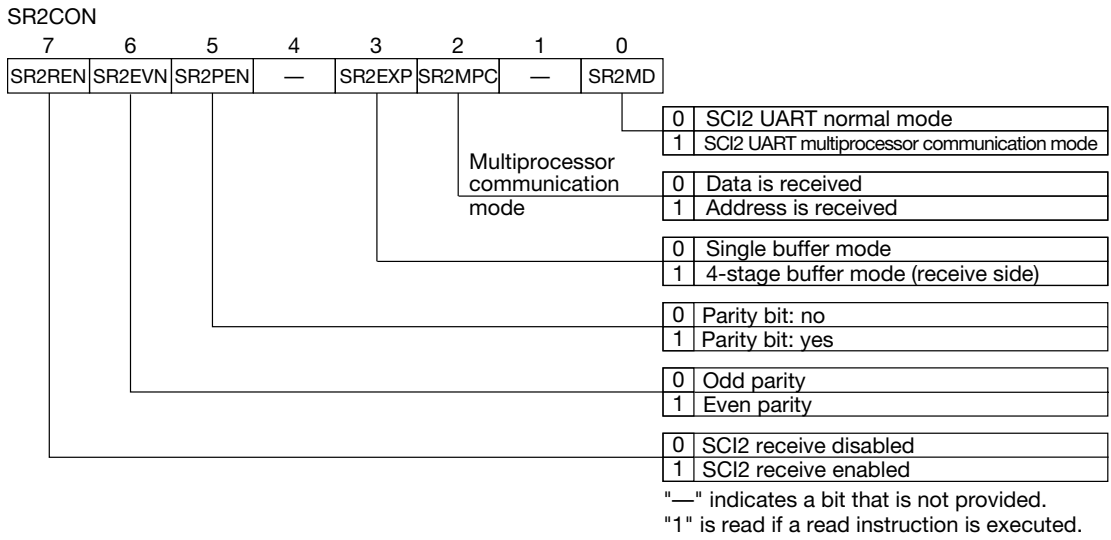 SR2CON
7 6 5 4 3 2 1 0
SR2REN SR2EVN SR2PEN — SR2EXP SR2MPC — SR2MD
0 SCI2 UART normal mode
1 SCI2 UART multiprocessor communication mode
Multiprocessor
communication
mode
0 Data is received
1 Address is received
0 Single buffer mode
1 4-stage buffer mode (receive side)
0 Parity bit: no
1 Parity bit: yes
0 Odd parity
1 Even parity
0 SCI2 receive disabled
1 SCI2 receive enabled
"—" indicates a bit that is not provided.
"1" is read if a read instruction is executed.